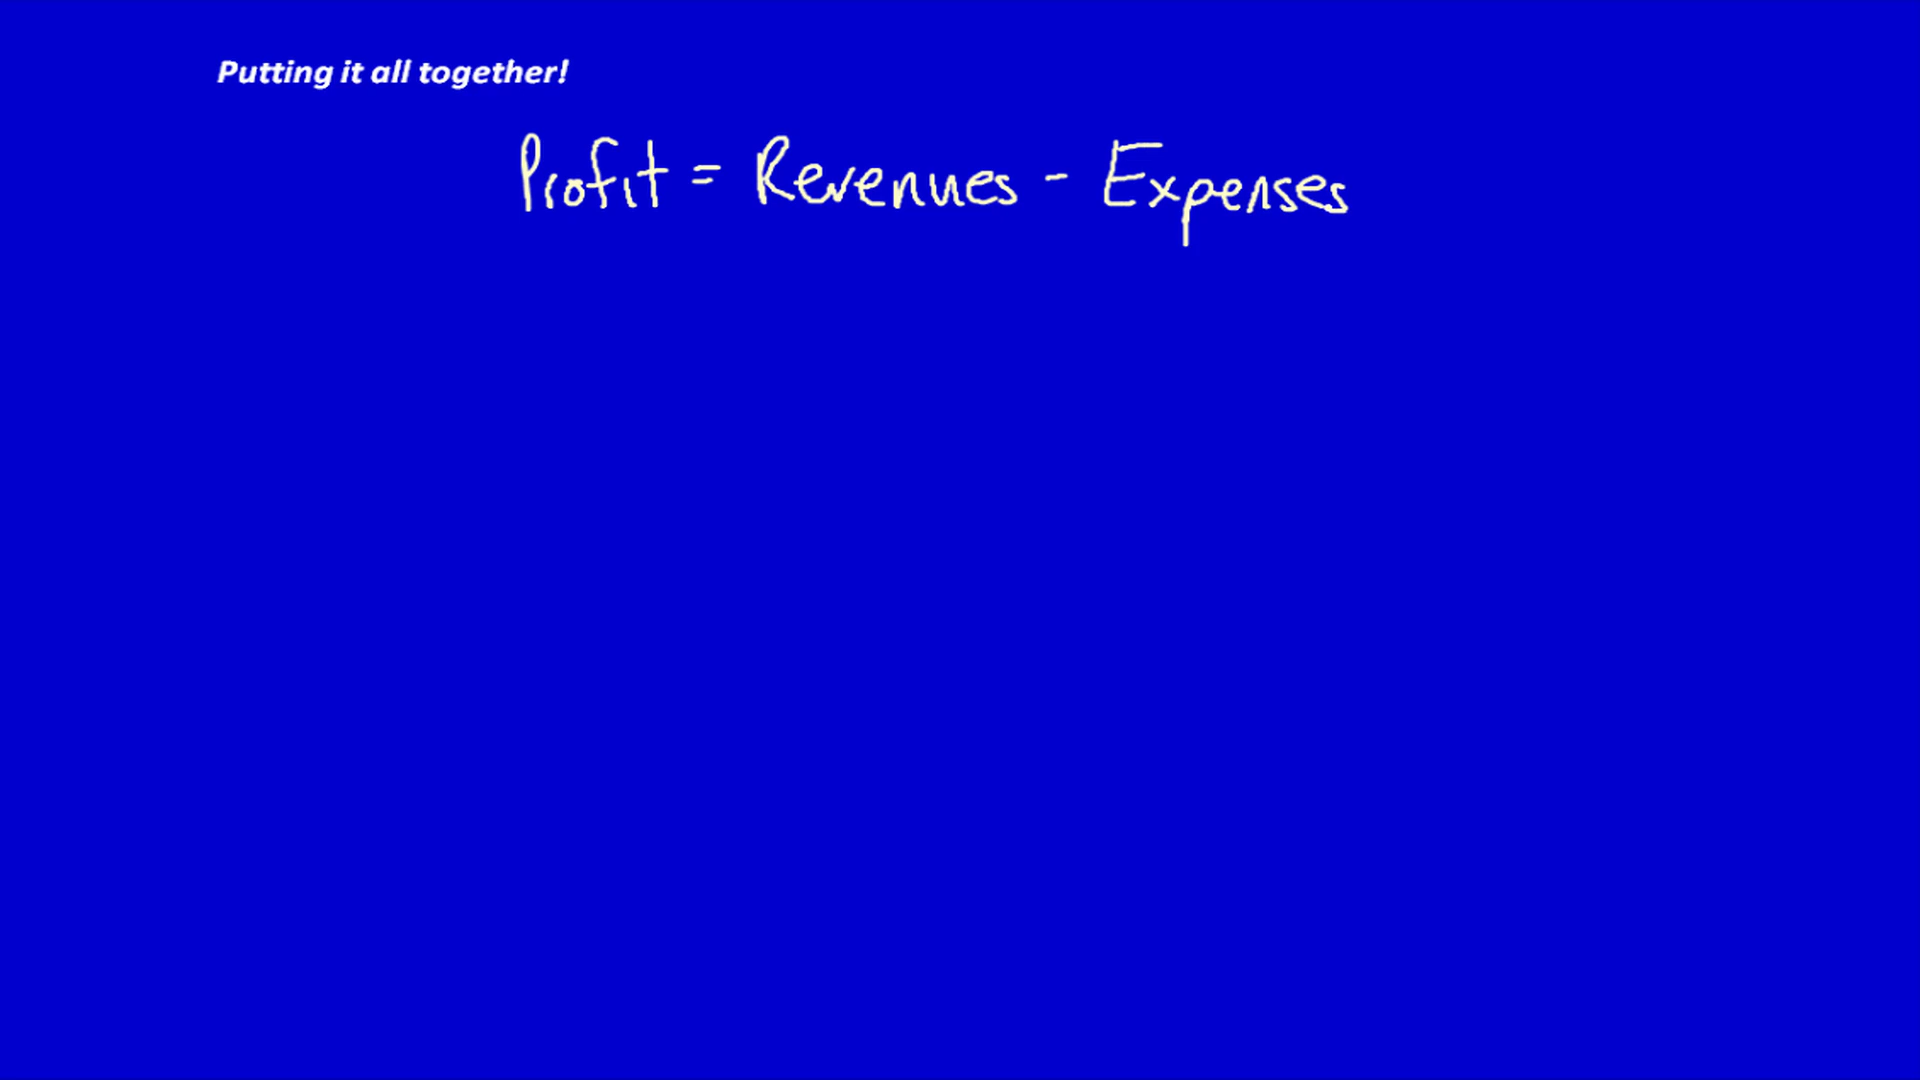 Putting it all together!
Profit = Revenues - Expenses